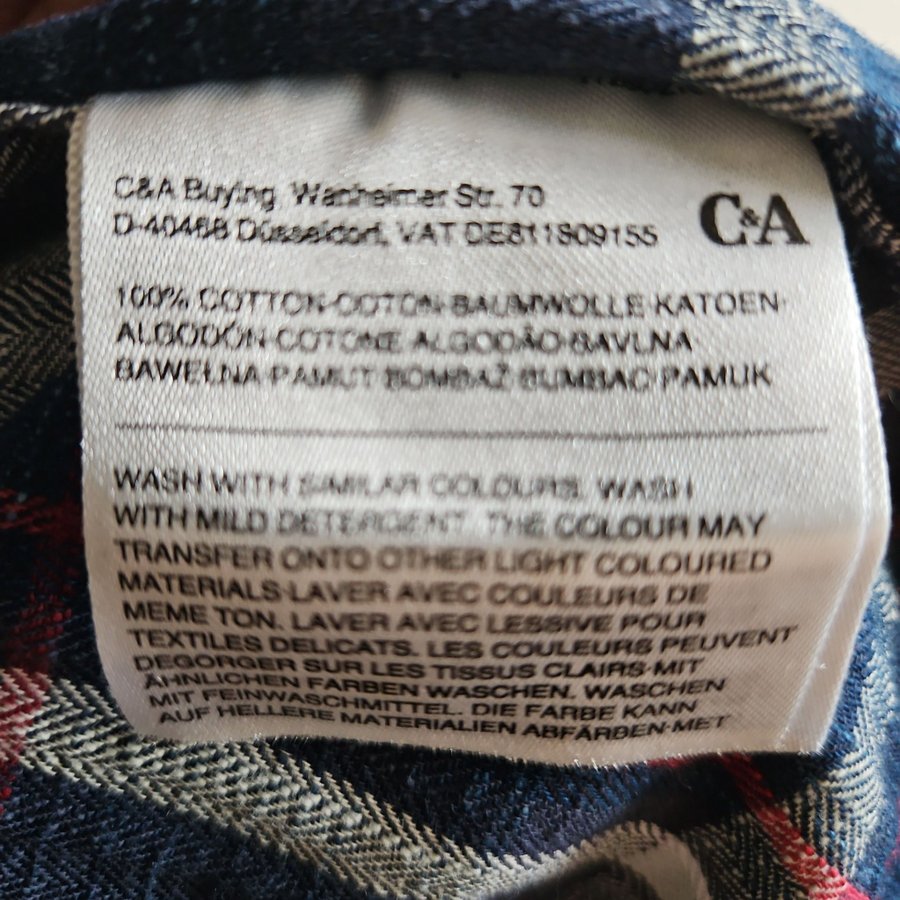 C&A Buying, Wanheimer Str. 70
D-40468 Düsseldorf, VAT DE811809155
C&A
100% COTTON·COTON·BAUMWOLLE·KATOEN·
ALGODÓN·COTONE·ALGODÃO·BAVLNA
BAWEŁNA·PAMUT·BOMBAŽ·BUMBAC·PAMUK
WASH WITH SIMILAR COLOURS. WASH
WITH MILD DETERGENT. THE COLOUR MAY
TRANSFER ONTO OTHER LIGHT COLOURED
MATERIALS·LAVER AVEC COULEURS DE
MEME TON. LAVER AVEC LESSIVE POUR
TEXTILES DELICATS. LES COULEURS PEUVENT
DEGORGER SUR LES TISSUS CLAIRS·MIT
ÄHNLICHEN FARBEN WASCHEN. WASCHEN
MIT FEINWASCHMITTEL. DIE FARBE KANN
AUF HELLERE MATERIALIEN ABFÄRBEN·MET